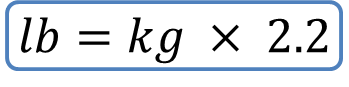 lb = kg × 2.2